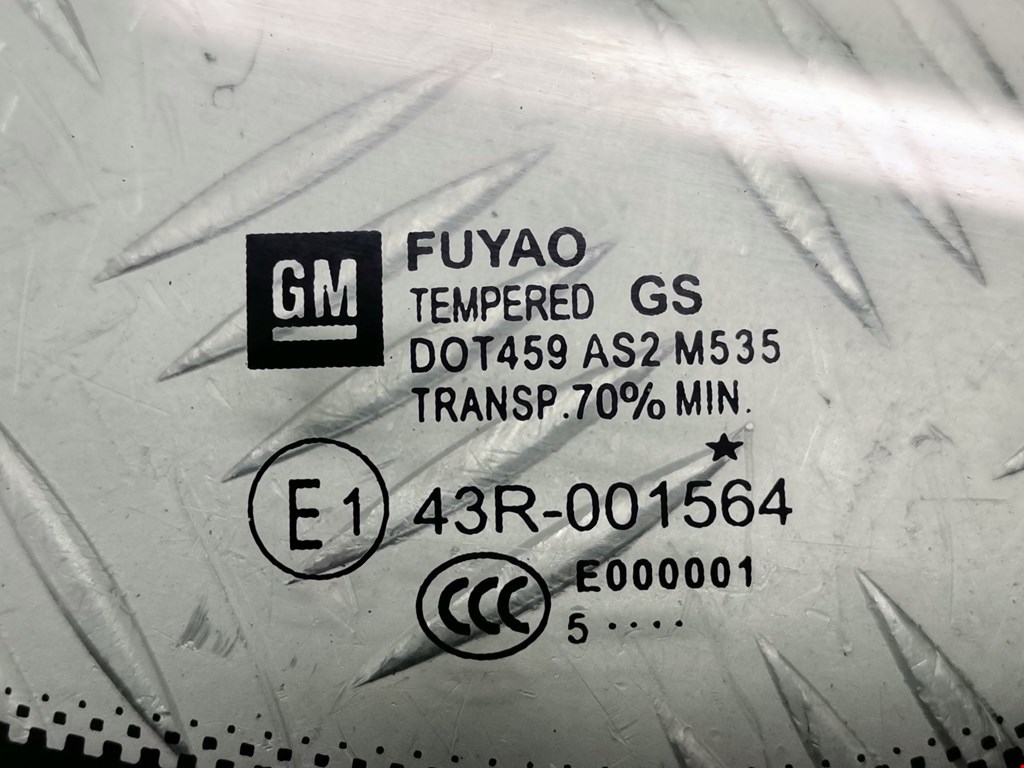 GM
FUYAO
TEMPERED GS
DOT459 AS2 M535
TRANSP.70% MIN.
★
E1 43R-001564
CCC E000001
5 ····